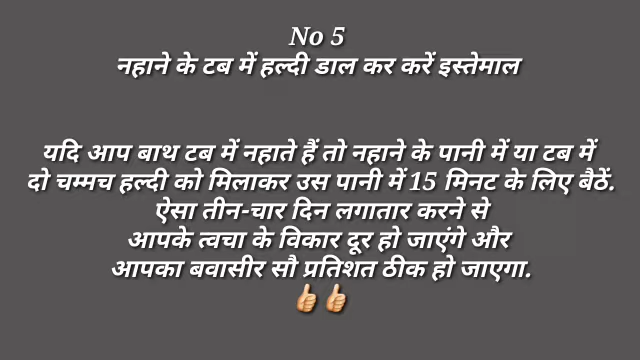 No 5
नहाने के टब में हल्दी डाल कर करें इस्तेमाल
यदि आप बाथ टब में नहाते हैं तो नहाने के पानी में या टब में
दो चम्मच हल्दी को मिलाकर उस पानी में 15 मिनट के लिए बैठें.
ऐसा तीन-चार दिन लगातार करने से
आपके त्वचा के विकार दूर हो जाएंगे और
आपका बवासीर सौ प्रतिशत ठीक हो जाएगा.
👍👍